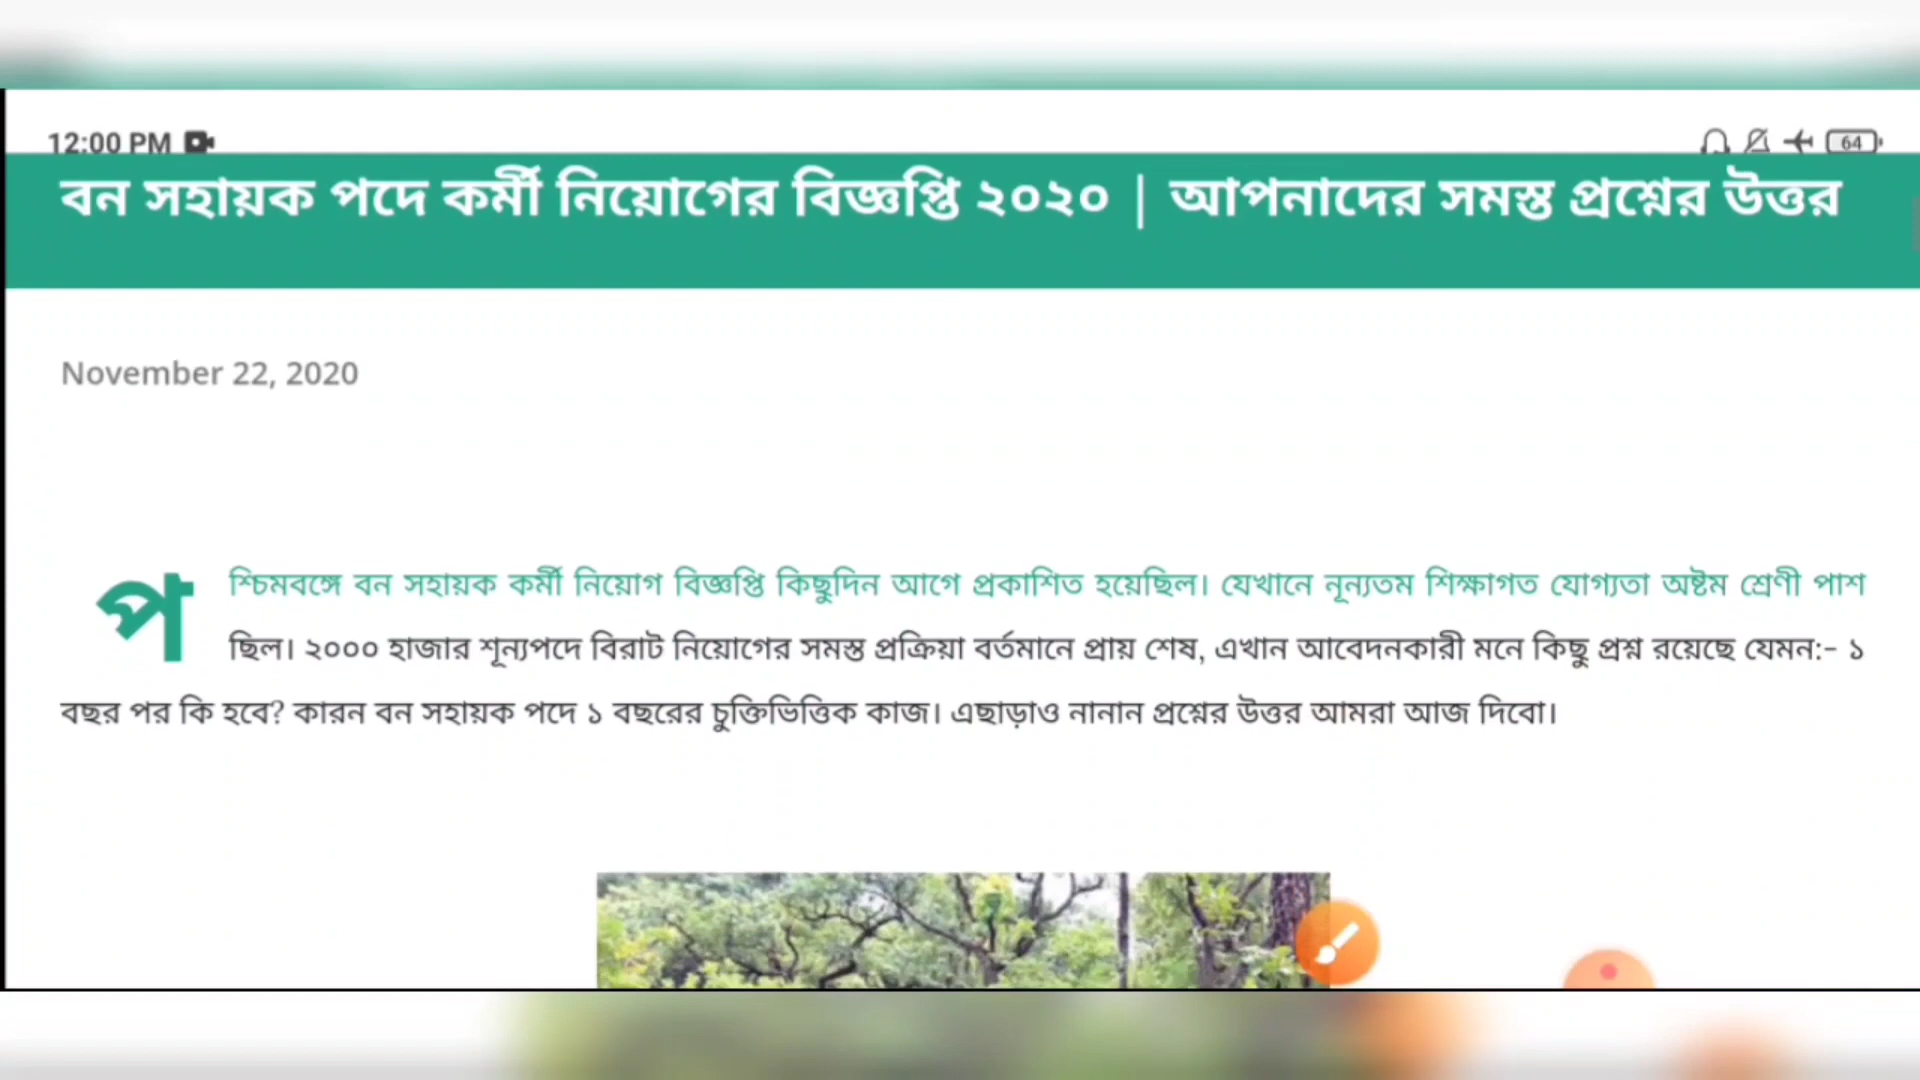 12:00 PM
64
বন সহায়ক পদে কর্মী নিয়োগের বিজ্ঞপ্তি ২০২০ | আপনাদের সমস্ত প্রশ্নের উত্তর
November 22, 2020
পশ্চিমবঙ্গে বন সহায়ক কর্মী নিয়োগ বিজ্ঞপ্তি কিছুদিন আগে প্রকাশিত হয়েছিল। যেখানে নূন্যতম শিক্ষাগত যোগ্যতা অষ্টম শ্রেণী পাশ
ছিল। ২০০০ হাজার শূন্যপদে বিরাট নিয়োগের সমস্ত প্রক্রিয়া বর্তমানে প্রায় শেষ, এখান আবেদনকারী মনে কিছু প্রশ্ন রয়েছে যেমন:- ১
বছর পর কি হবে? কারন বন সহায়ক পদে ১ বছরের চুক্তিভিত্তিক কাজ। এছাড়াও নানান প্রশ্নের উত্তর আমরা আজ দিবো।